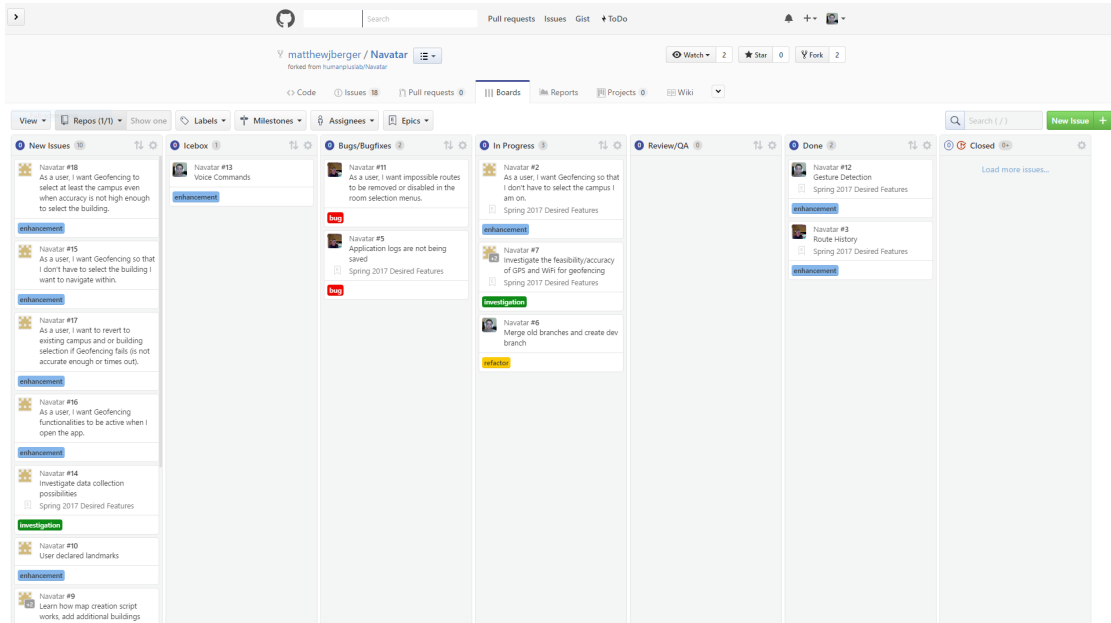 Search
Pull requests Issues Gist ToDo
matthewjberger / Navatar
forked from humanpluslab/Navatar
Watch 2 Star 0 Fork 2
Code Issues 18 Pull requests 0 Boards Reports Projects 0 Wiki
View Repos (1/1) Show one Labels Milestones Assignees Epics Search ( / ) New Issue +
0 New Issues 10
Navatar #18
As a user, I want Geofencing to
select at least the campus even
when accuracy is not high enough
to select the building.
enhancement
Navatar #15
As a user, I want Geofencing so that
I don't have to select the building I
want to navigate within.
enhancement
Navatar #17
As a user, I want to revert to
existing campus and or building
selection if Geofencing fails (is not
accurate enough or times out).
enhancement
Navatar #16
As a user, I want Geofencing
functionalities to be active when I
open the app.
enhancement
Navatar #14
Investigate data collection
possibilities
Spring 2017 Desired Features
investigation
Navatar #10
User declared landmarks
enhancement
Navatar #9
+2
Learn how map creation script
works, add additional buildings
0 Icebox 1
Navatar #13
Voice Commands
enhancement
0 Bugs/Bugfixes 2
Navatar #11
As a user, I want impossible routes
to be removed or disabled in the
room selection menus.
bug
Navatar #5
Application logs are not being
saved
Spring 2017 Desired Features
bug
0 In Progress 3
Navatar #2
As a user, I want Geofencing so that
I don't have to select the campus I
am on.
Spring 2017 Desired Features
enhancement
Navatar #7
+2
Investigate the feasibility/accuracy
of GPS and WiFi for geofencing
Spring 2017 Desired Features
investigation
Navatar #6
Merge old branches and create dev
branch
refactor
0 Review/QA 0
0 Done 2
Navatar #12
Gesture Detection
Spring 2017 Desired Features
enhancement
Navatar #3
Route History
Spring 2017 Desired Features
enhancement
0 Closed 0+
Load more issues...